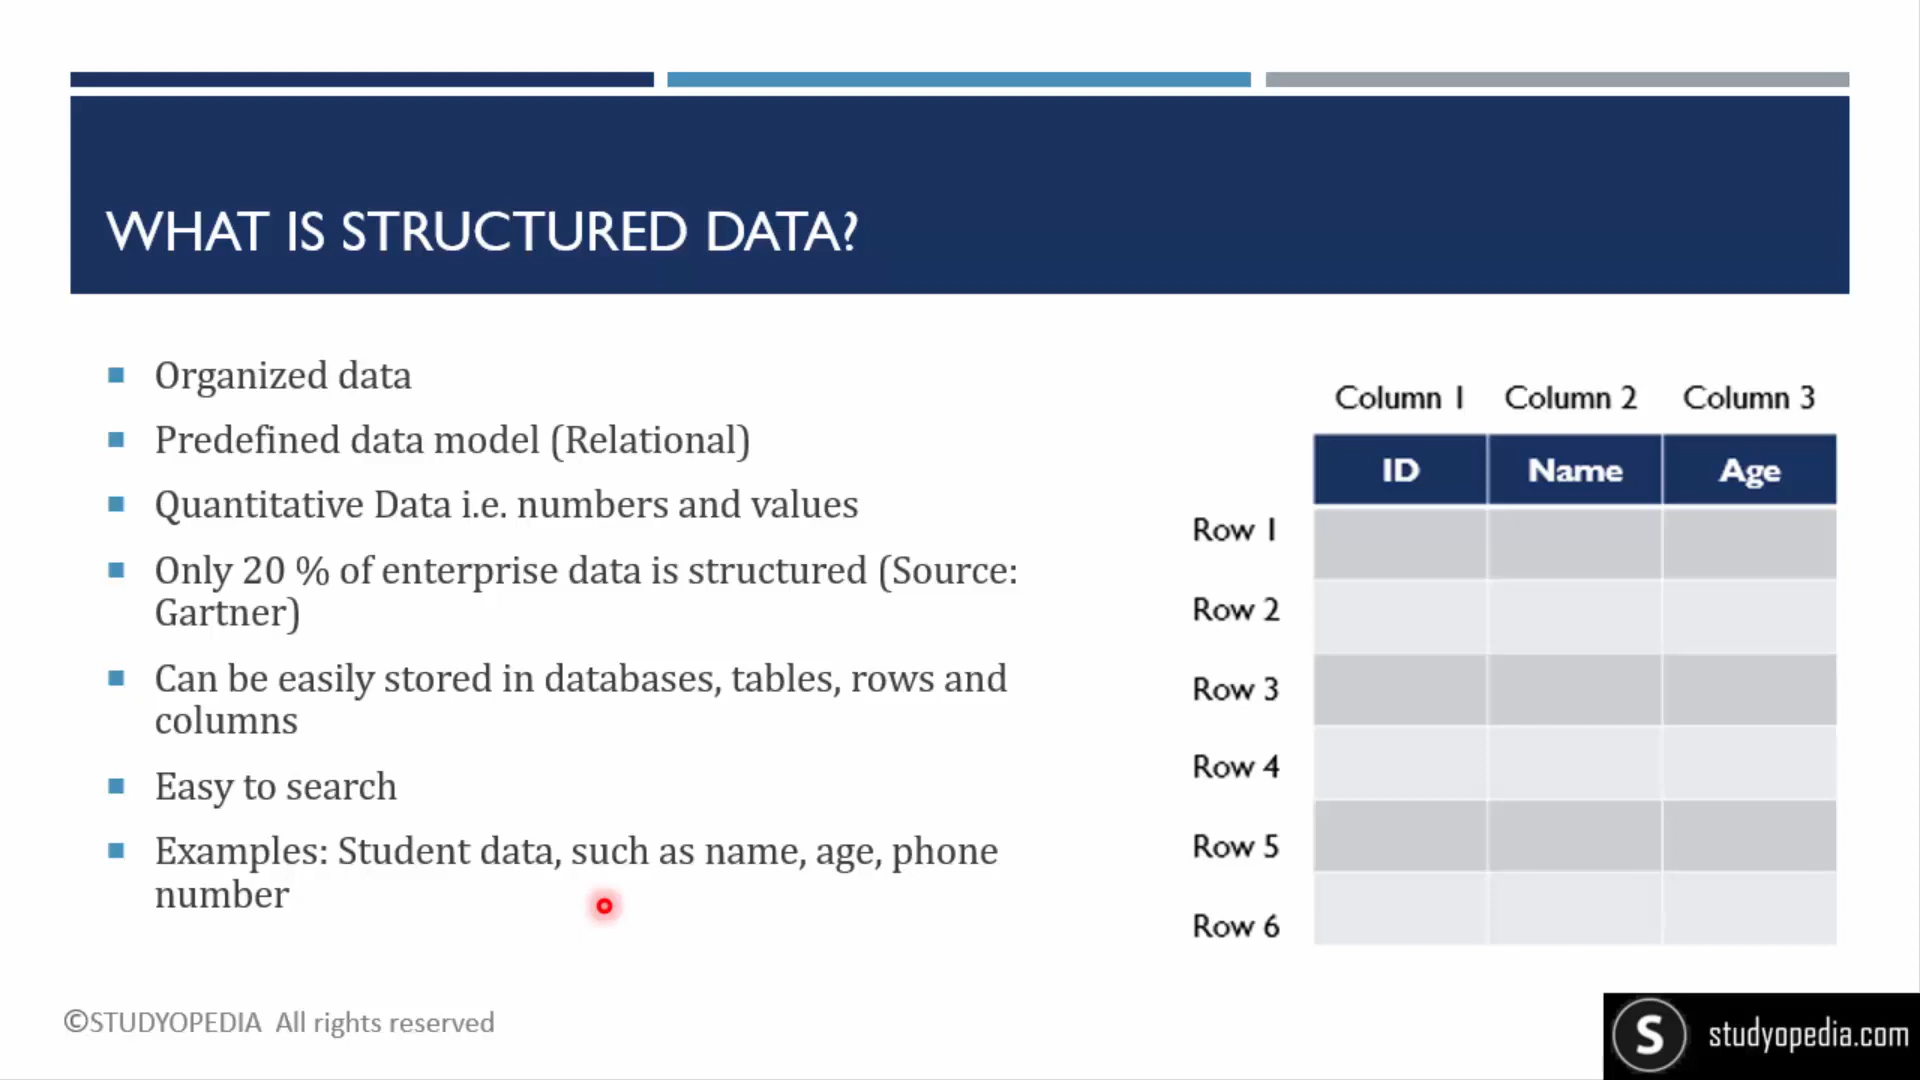 WHAT IS STRUCTURED DATA?
Organized data
Predefined data model (Relational)
Quantitative Data i.e. numbers and values
Only 20 % of enterprise data is structured (Source:
Gartner)
Can be easily stored in databases, tables, rows and
columns
Easy to search
Examples: Student data, such as name, age, phone
number
Column 1 Column 2 Column 3
ID Name Age
Row 1
Row 2
Row 3
Row 4
Row 5
Row 6
©STUDYOPEDIA All rights reserved
S studyopedia.com